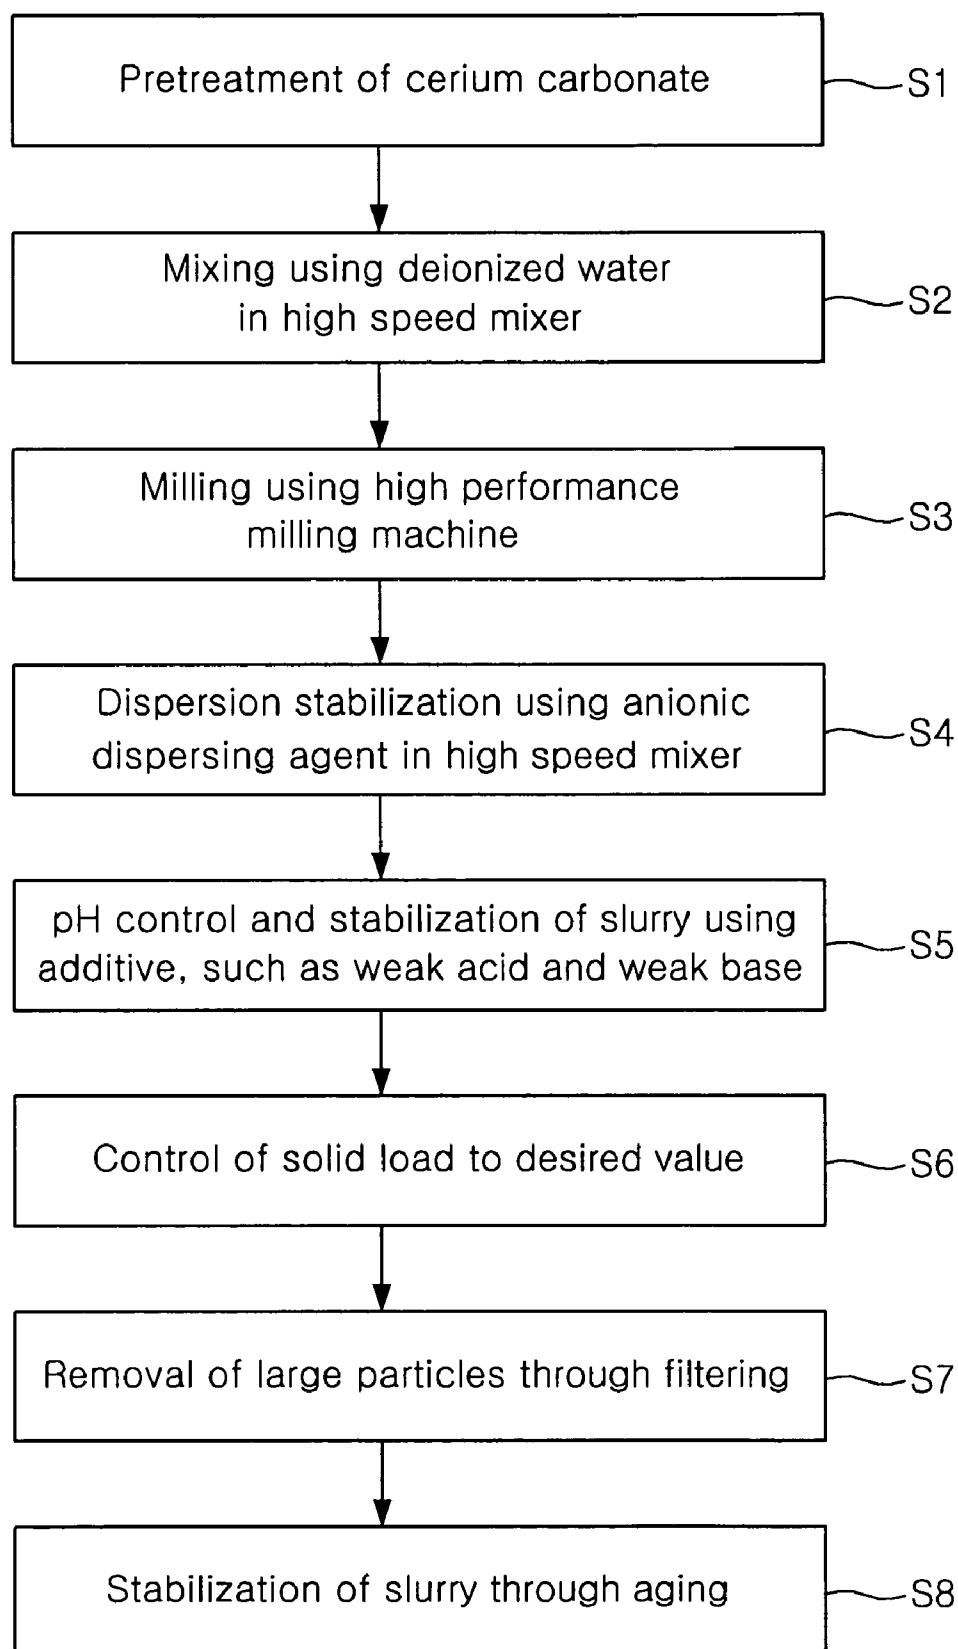 Pretreatment of cerium carbonate
S1
Mixing using deionized water
in high speed mixer
S2
Milling using high performance
milling machine
S3
Dispersion stabilization using anionic
dispersing agent in high speed mixer
S4
pH control and stabilization of slurry using
additive, such as weak acid and weak base
S5
Control of solid load to desired value
S6
Removal of large particles through filtering
S7
Stabilization of slurry through aging
S8